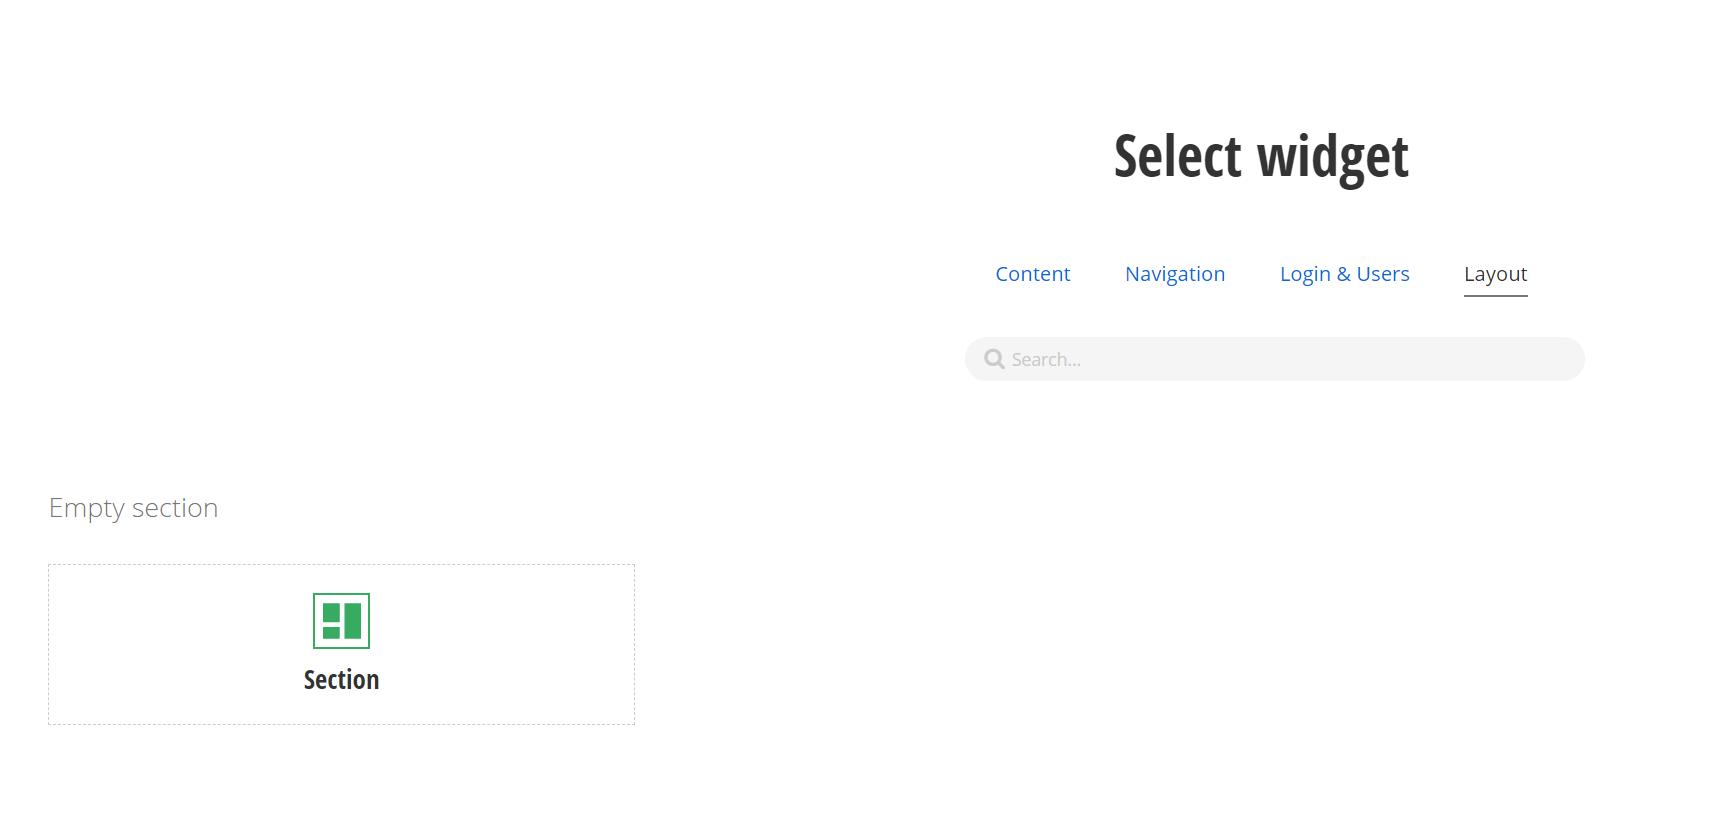 Select widget
Content Navigation Login & Users Layout
Search...
Empty section
Section